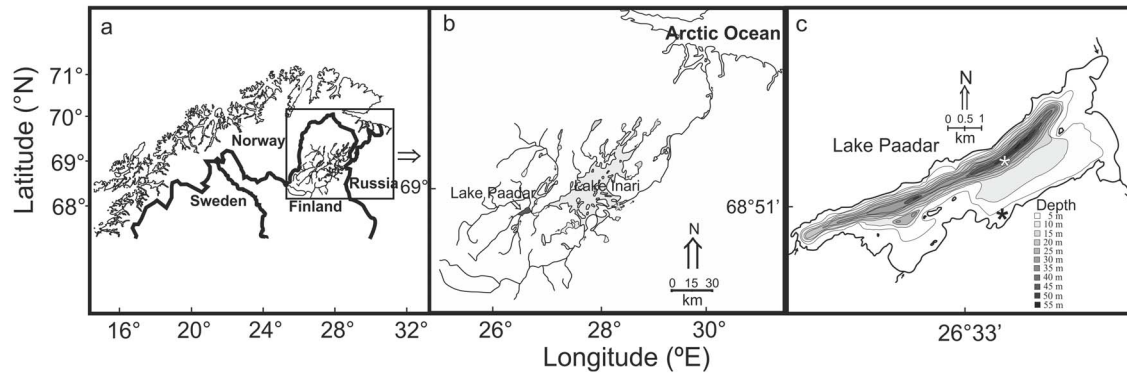 a
b
c
Latitude (°N)
71°
70°
69°
68°
Norway
Sweden
Finland
Russia
⇒
16°
20°
24°
28°
32°
Arctic Ocean
69°
Lake Paadar
Lake Inari
N
0 15 30
km
26°
28°
30°
Longitude (ºE)
N
0 0.5 1
km
Lake Paadar
68°51'
*
*
Depth
5 m
10 m
15 m
20 m
25 m
30 m
35 m
40 m
45 m
50 m
55 m
26°33'